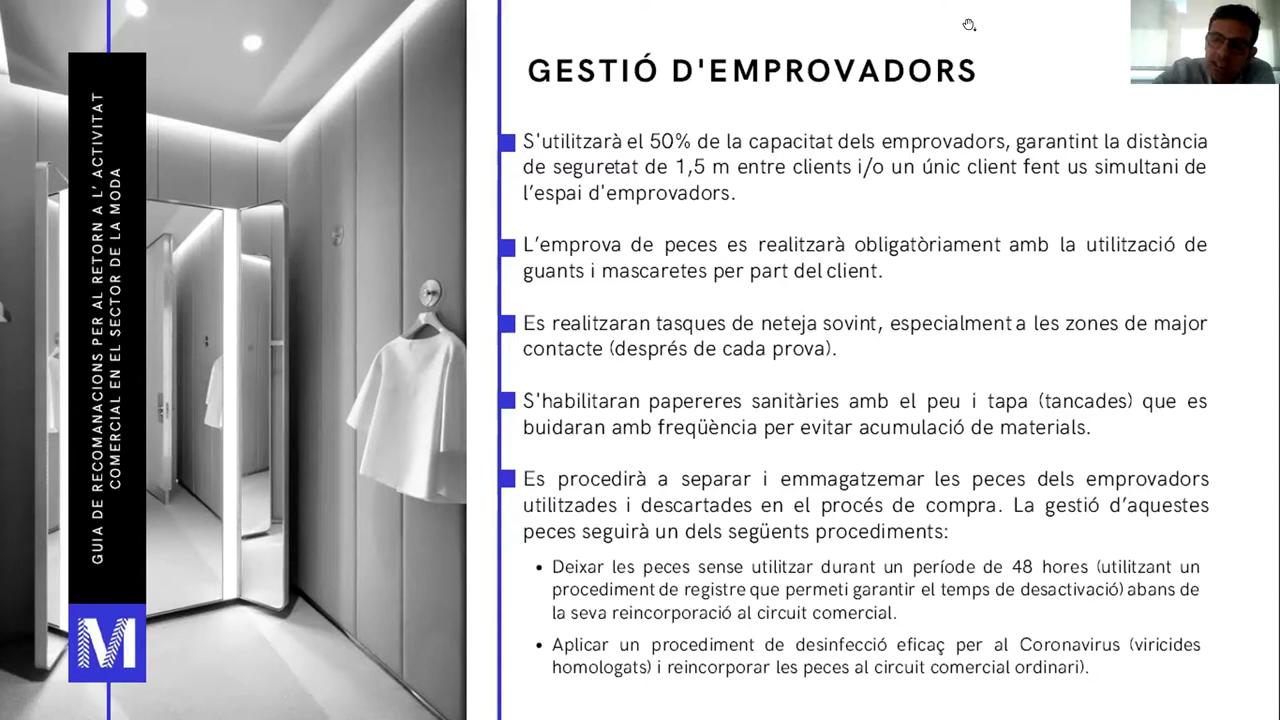 GUIA DE RECOMANACIONS PER AL RETORN A L' ACTIVITAT
COMERCIAL EN EL SECTOR DE LA MODA
M
GESTIÓ D'EMPROVADORS
S'utilitzarà el 50% de la capacitat dels emprovadors, garantint la distància
de seguretat de 1,5 m entre clients i/o un únic client fent us simultani de
l'espai d'emprovadors.
L'emprova de peces es realitzarà obligatòriament amb la utilització de
guants i mascaretes per part del client.
Es realitzaran tasques de neteja sovint, especialment a les zones de major
contacte (després de cada prova).
S'habilitaran papereres sanitàries amb el peu i tapa (tancades) que es
buidaran amb freqüència per evitar acumulació de materials.
Es procedirà a separar i emmagatzemar les peces dels emprovadors
utilitzades i descartades en el procés de compra. La gestió d'aquestes
peces seguirà un dels següents procediments:
• Deixar les peces sense utilitzar durant un període de 48 hores (utilitzant un
procediment de registre que permeti garantir el temps de desactivació) abans de
la seva reincorporació al circuit comercial.
• Aplicar un procediment de desinfecció eficaç per al Coronavirus (viricides
homologats) i reincorporar les peces al circuit comercial ordinari).